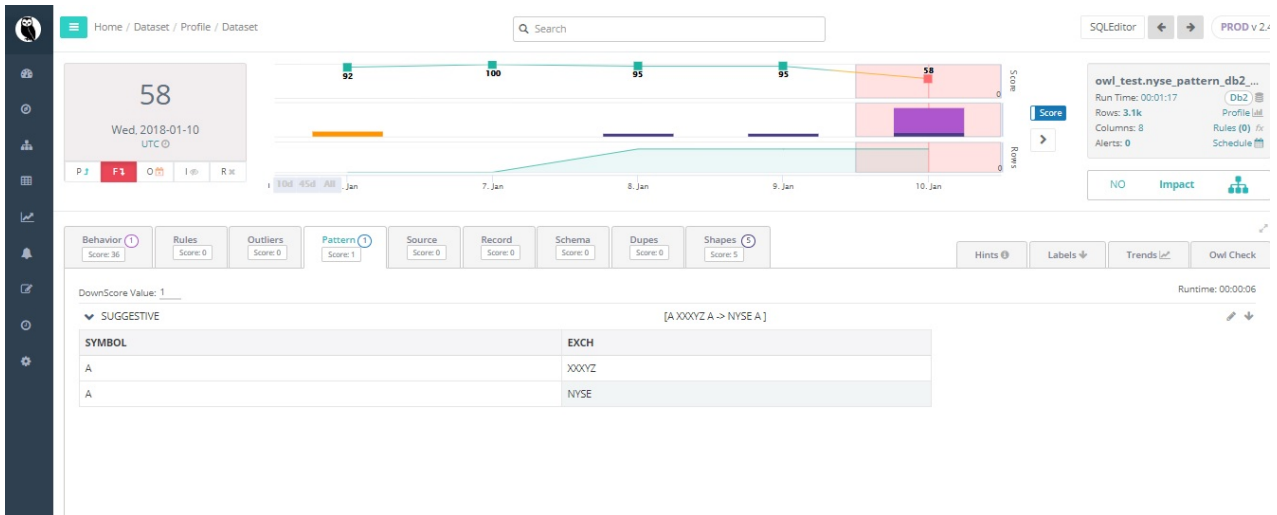 Home / Dataset / Profile / Dataset
Search
SQLEditor
PROD v 2.4
58
Wed, 2018-01-10
UTC
P F O I R
92 100 95 95 58
Score
0
Rows
0
10d 45d All
. Jan 7. Jan 8. Jan 9. Jan 10. Jan
Score
owl_test.nyse_pattern_db2_...
Run Time: 00:01:17 Db2
Rows: 3.1k Profile
Columns: 8 Rules (0) fx
Alerts: 0 Schedule
NO Impact
Behavior 1 Rules Outliers Pattern 1 Source Record Schema Dupes Shapes 5
Score: 36 Score: 0 Score: 0 Score: 1 Score: 0 Score: 0 Score: 0 Score: 0 Score: 5
Hints Labels Trends Owl Check
DownScore Value: 1
Runtime: 00:00:06
SUGGESTIVE [A XXXYZ A -> NYSE A ]
SYMBOL EXCH
A XXXYZ
A NYSE